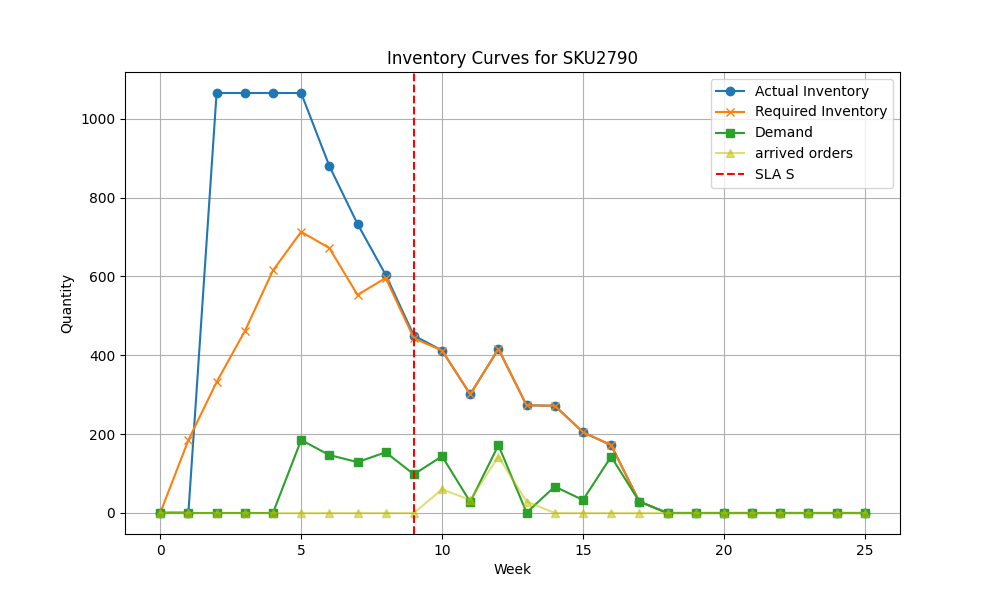 Inventory Curves for SKU2790
Actual Inventory
Required Inventory
Demand
arrived orders
SLA S
Quantity
1000
800
600
400
200
0
0 5 10 15 20 25
Week